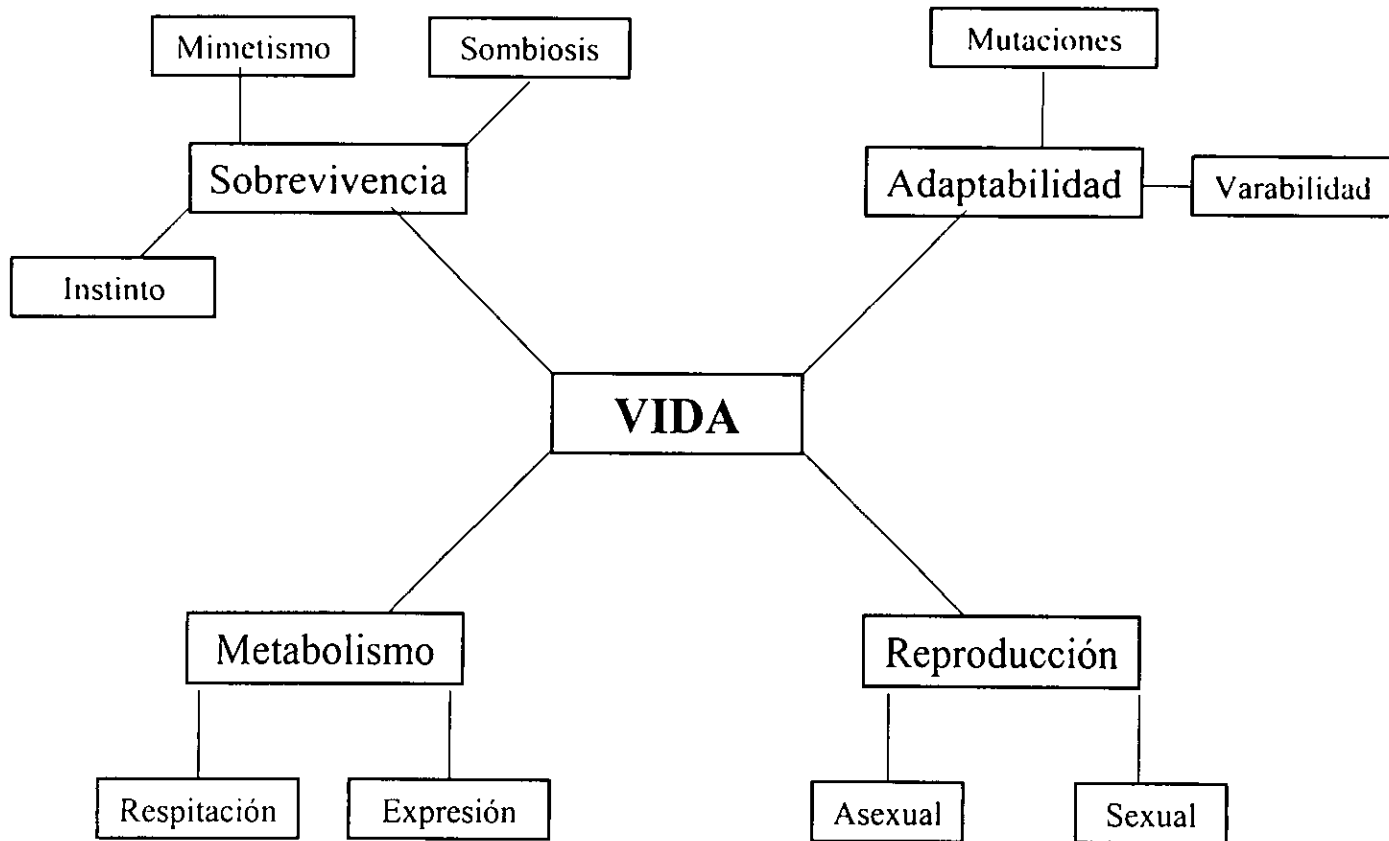 Mimetismo
Sombiosis
Mutaciones
Sobrevivencia
Adaptabilidad
Varabilidad
Instinto
VIDA
Metabolismo
Reproducción
Respitación
Expresión
Asexual
Sexual